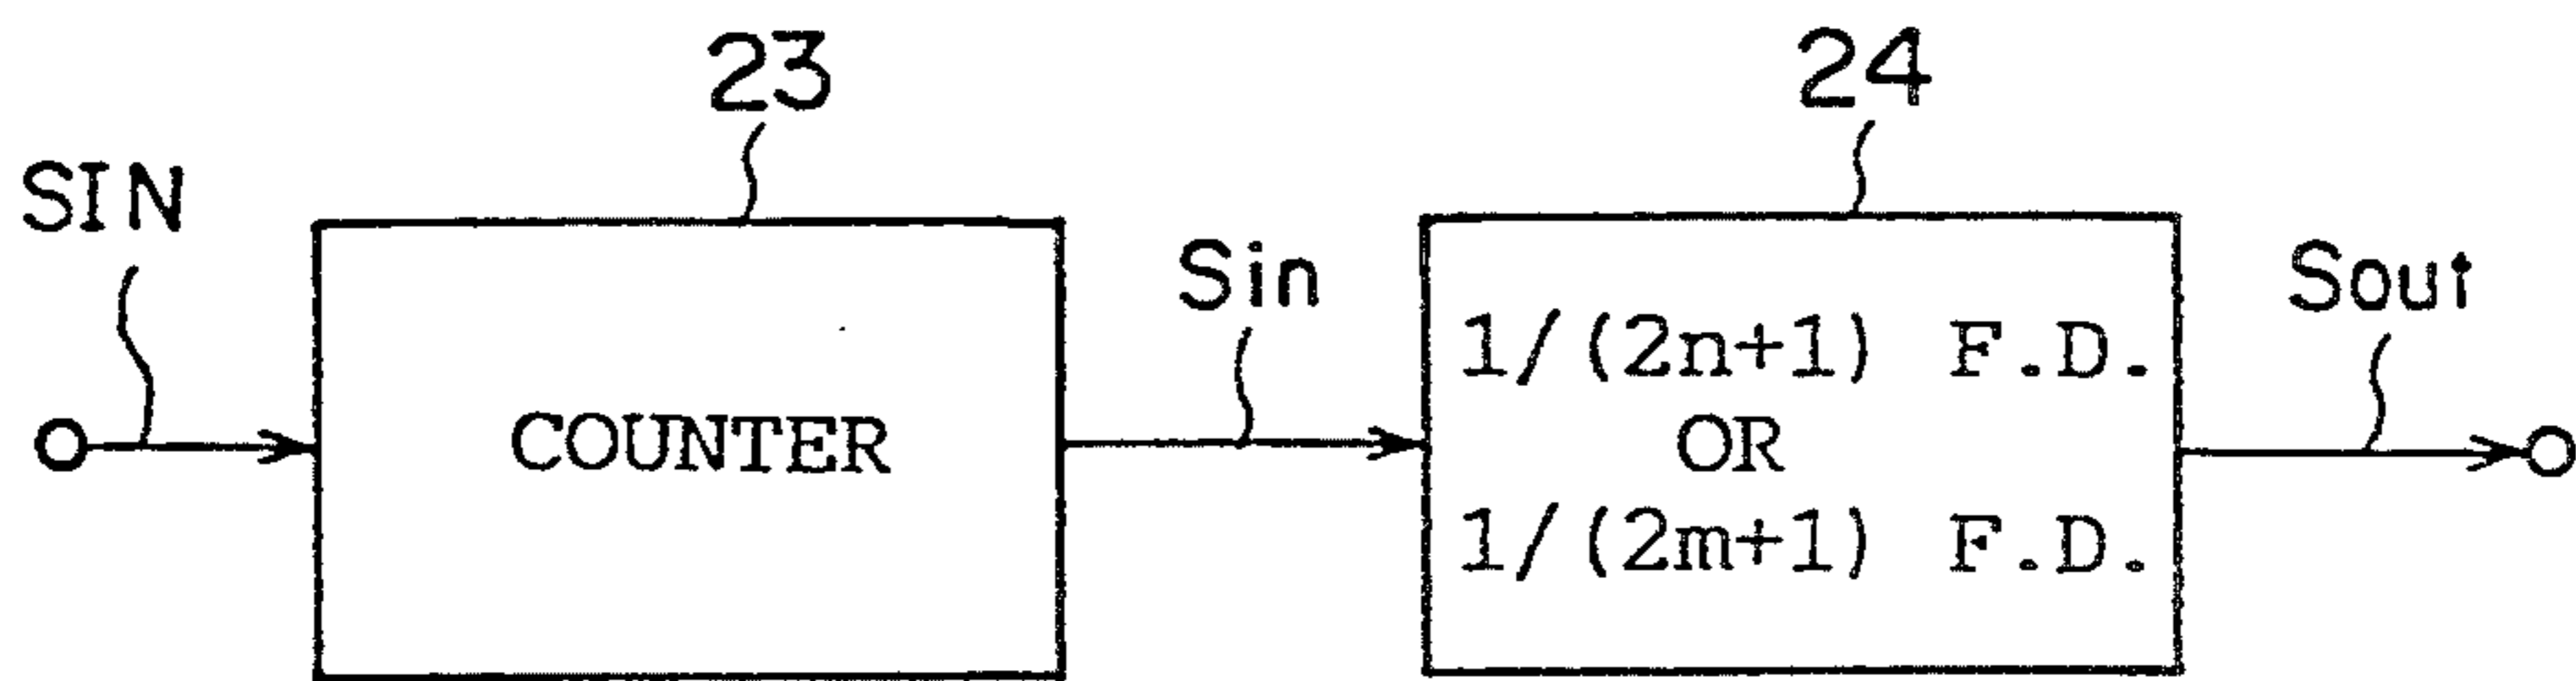 23
24
SIN
Sin
Sout
COUNTER
1/(2n+1) F.D.
OR
1/(2m+1) F.D.